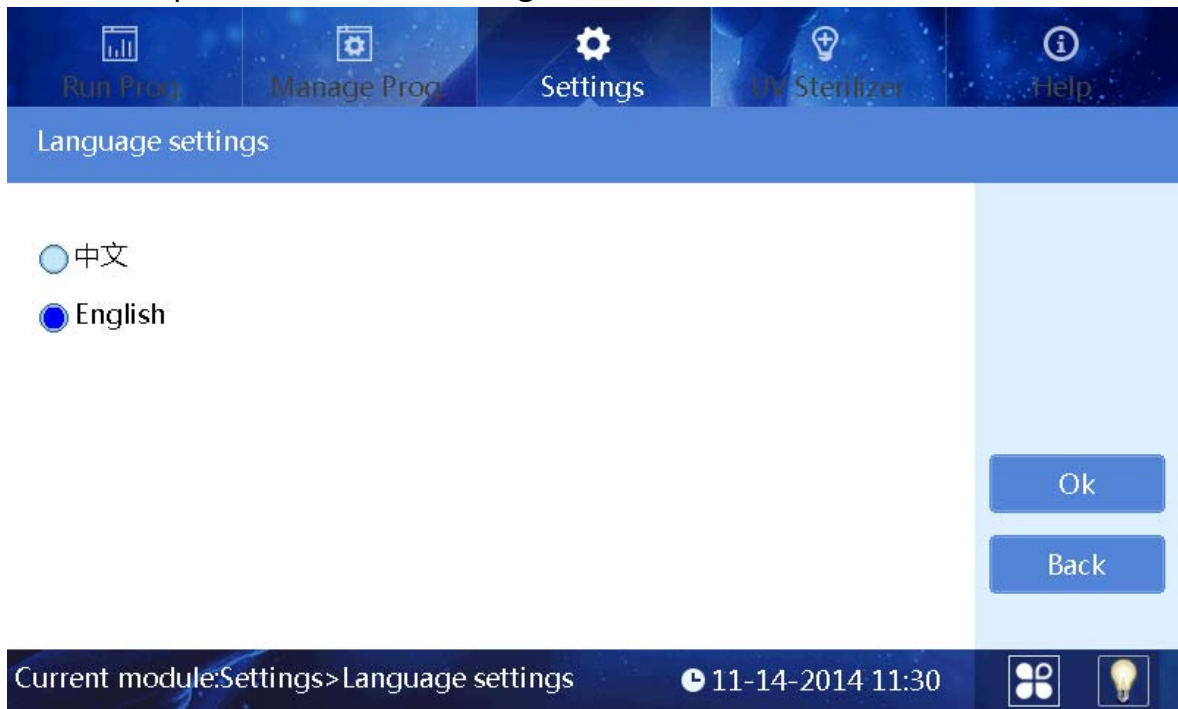 Run Prog.
Manage Prog.
Settings
UV Sterilizer
Help
Language settings
中文
English
Ok
Back
Current module:Settings>Language settings
11-14-2014 11:30